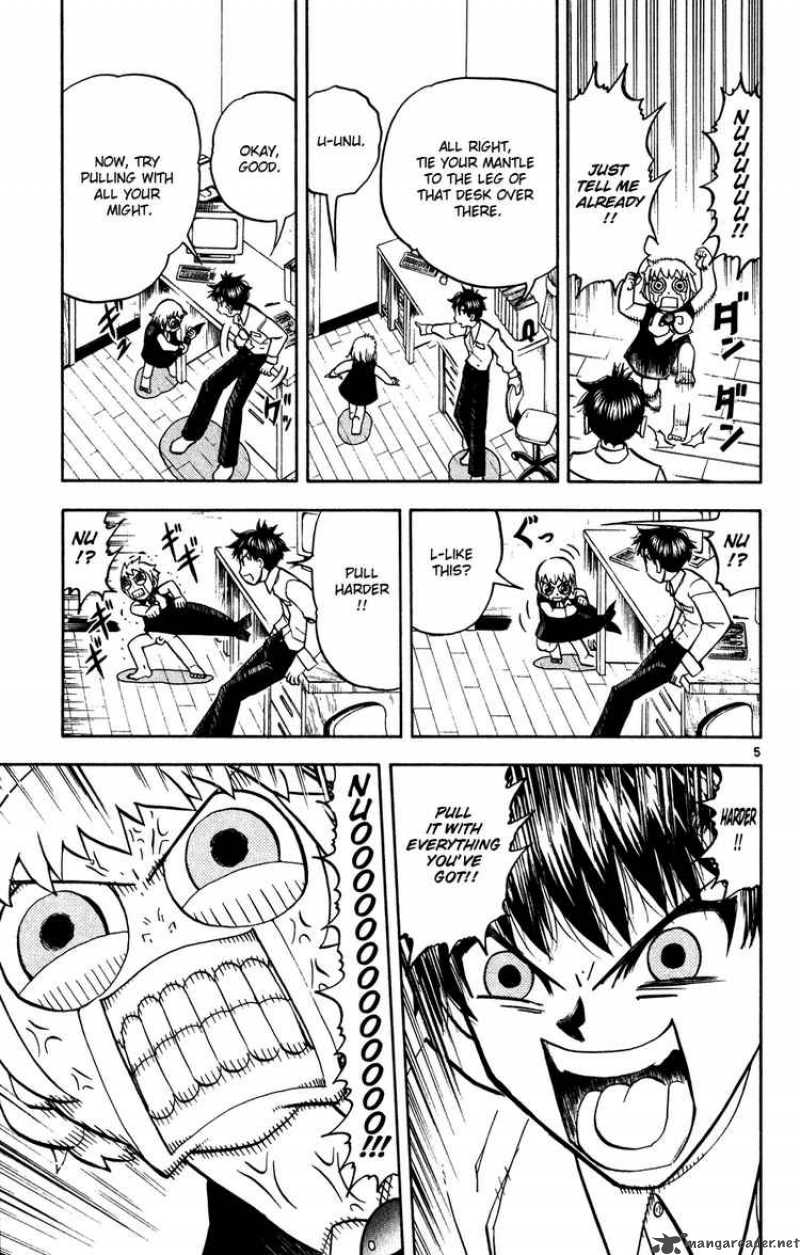 NUUUUUU!!
JUST
TELL ME
ALREADY
!!
ダン
ダン
ALL RIGHT,
TIE YOUR MANTLE
TO THE LEG OF
THAT DESK OVER
THERE.
U-UNU.
OKAY,
GOOD.
NOW, TRY
PULLING WITH
ALL YOUR
MIGHT.
ギュ
NU
!?
ぐっ
L-LIKE
THIS?
PULL
HARDER
!!
NU
!?
ギギ
ギギ
5
HARDER
!!
PULL
IT WITH
EVERYTHING
YOU'VE
GOT!!
mangareader.net